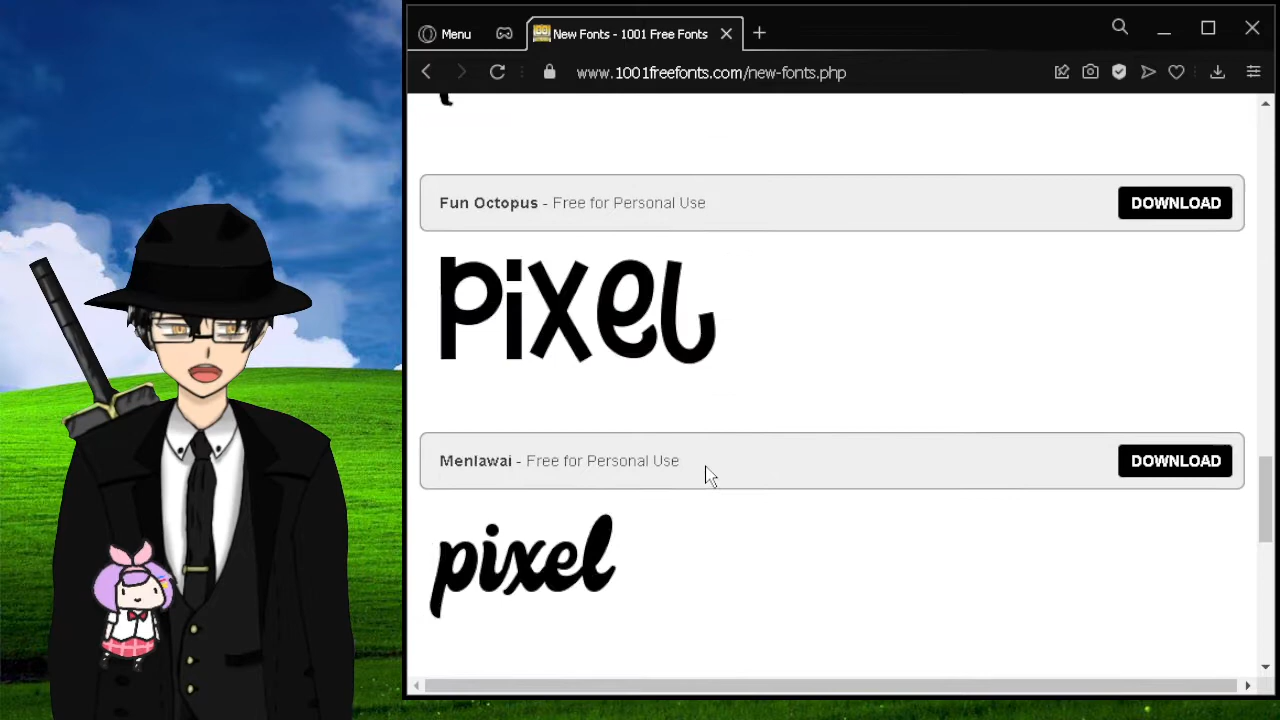 Menu
New Fonts - 1001 Free Fonts
www.1001freefonts.com/new-fonts.php
Fun Octopus - Free for Personal Use
DOWNLOAD
pixel
Menlawai - Free for Personal Use
DOWNLOAD
pixel